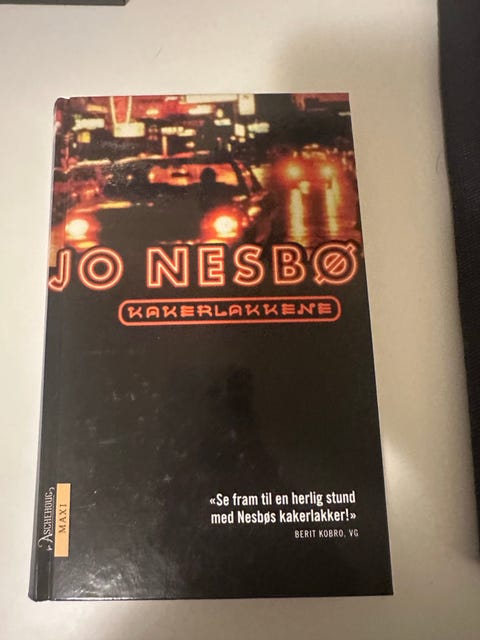 JO NESBØ
KAKERLAKKENE
«Se fram til en herlig stund
med Nesbøs kakerlakker!»
BERIT KOBRO, VG
ASCHEHOUG
MAXI